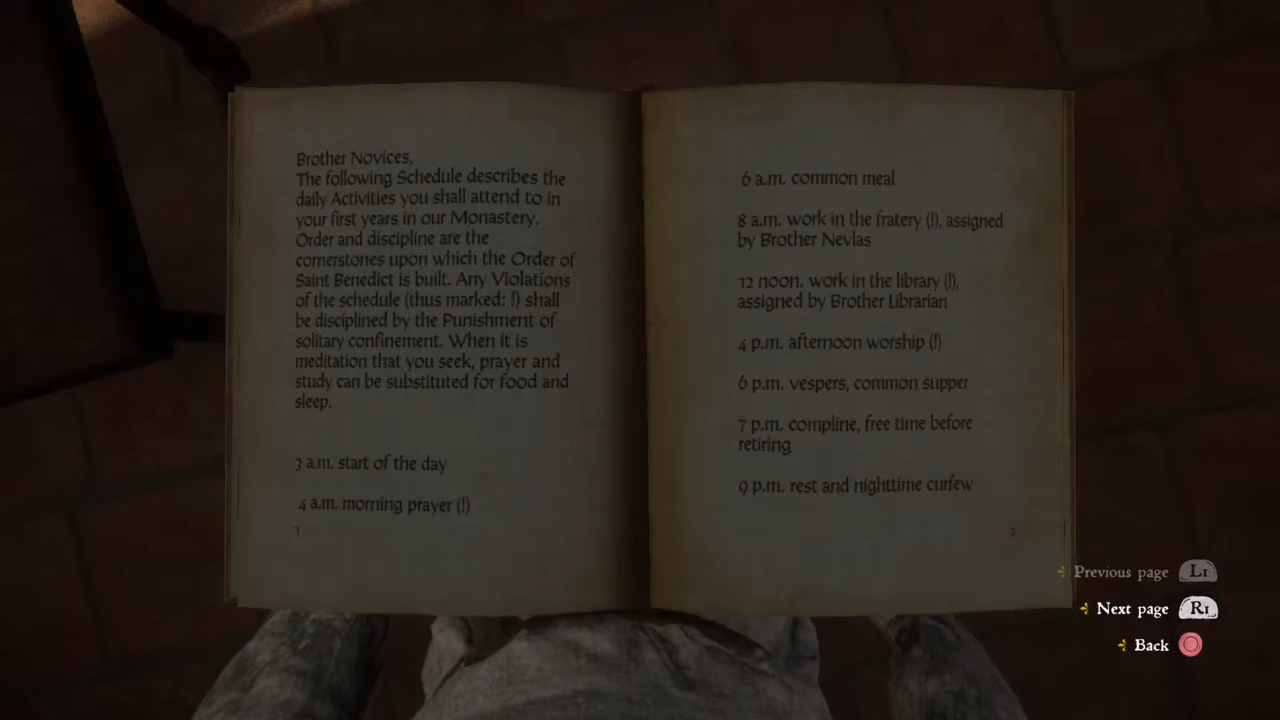 Brother Novices,
The following Schedule describes the
daily Activities you shall attend to in
your first years in our Monastery.
Order and discipline are the
cornerstones upon which the Order of
Saint Benedict is built. Any Violations
of the schedule (thus marked: !) shall
be disciplined by the Punishment of
solitary confinement. When it is
meditation that you seek, prayer and
study can be substituted for food and
sleep.
3 a.m. start of the day
4 a.m. morning prayer (!)
1
6 a.m. common meal
8 a.m. work in the fratery (!), assigned
by Brother Nevlas
12 noon. work in the library (!),
assigned by Brother Librarian
4 p.m. afternoon worship (!)
6 p.m. vespers, common supper
7 p.m. compline, free time before
retiring
9 p.m. rest and nighttime curfew
2
Previous page L1
Next page R1
Back